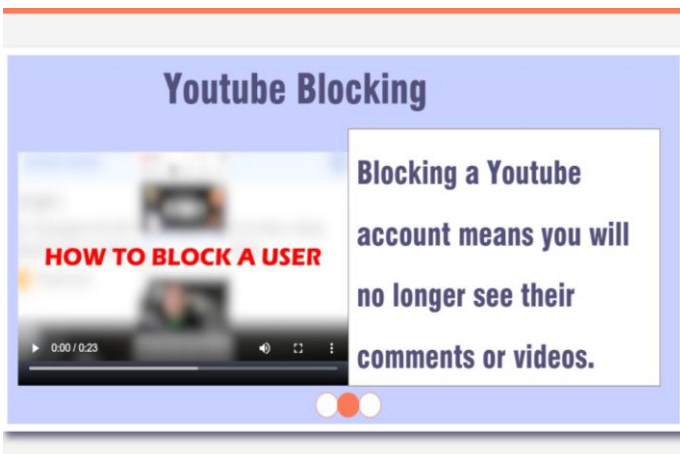 Youtube Blocking
Blocking a Youtube
account means you will
no longer see their
comments or videos.
HOW TO BLOCK A USER
0:00 / 0:23